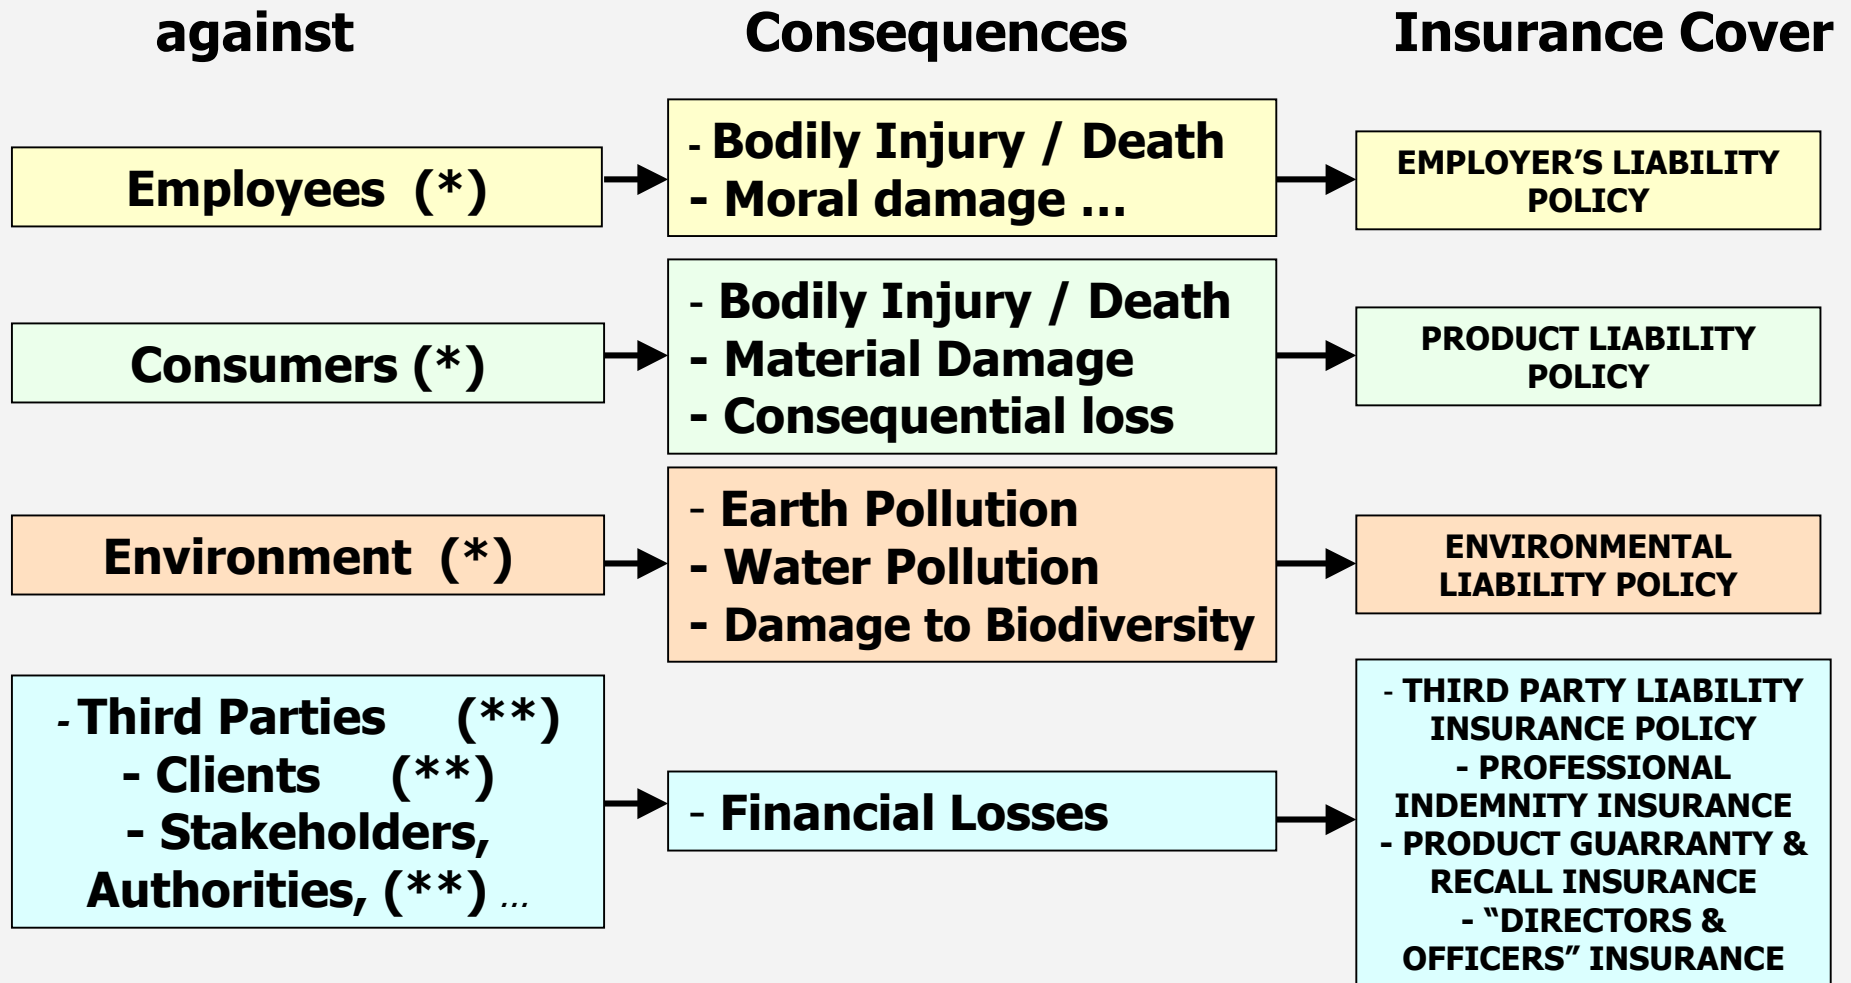 against
Consequences
Insurance Cover
Employees (*)
- Bodily Injury / Death
- Moral damage ...
EMPLOYER’S LIABILITY
POLICY
Consumers (*)
- Bodily Injury / Death
- Material Damage
- Consequential loss
PRODUCT LIABILITY
POLICY
Environment (*)
- Earth Pollution
- Water Pollution
- Damage to Biodiversity
ENVIRONMENTAL
LIABILITY POLICY
- Third Parties (**)
- Clients (**)
- Stakeholders,
Authorities, (**) ...
- Financial Losses
- THIRD PARTY LIABILITY
INSURANCE POLICY
- PROFESSIONAL
INDEMNITY INSURANCE
- PRODUCT GUARRANTY &
RECALL INSURANCE
- “DIRECTORS &
OFFICERS” INSURANCE